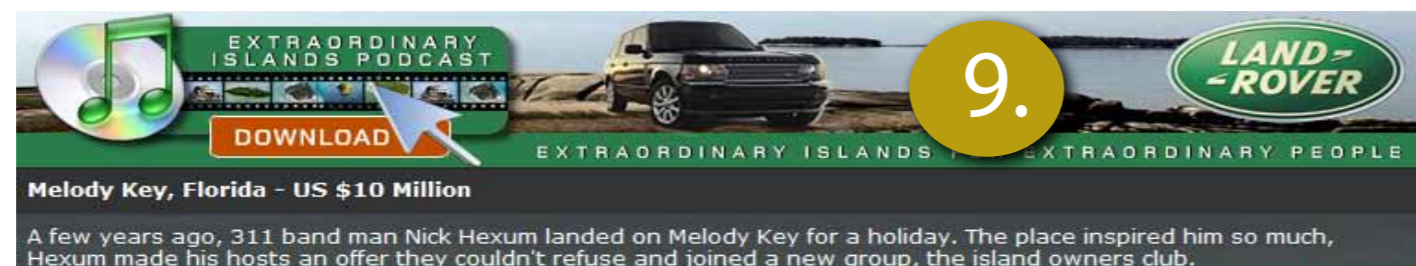 EXTRAORDINARY
ISLANDS PODCAST
DOWNLOAD
9.
LAND-
-ROVER
EXTRAORDINARY ISLANDS EXTRAORDINARY PEOPLE
Melody Key, Florida - US $10 Million
A few years ago, 311 band man Nick Hexum landed on Melody Key for a holiday. The place inspired him so much,
Hexum made his hosts an offer they couldn't refuse and joined a new group, the island owners club.